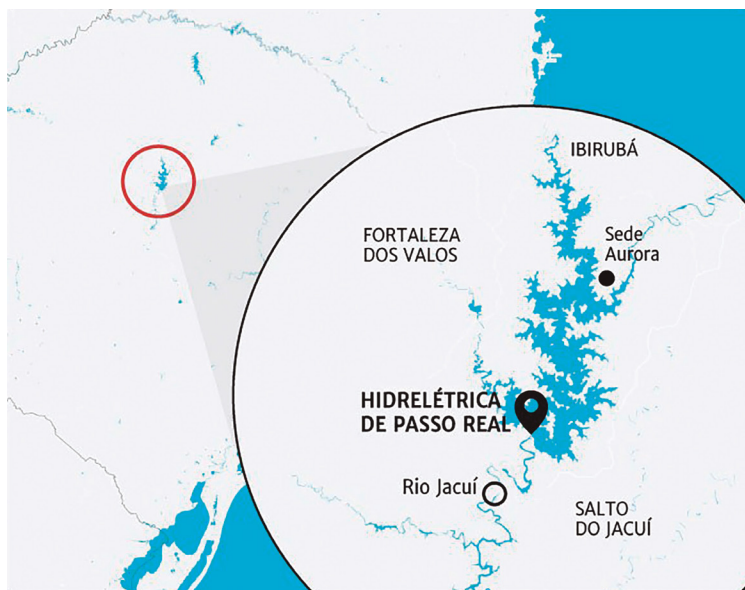 IBIRUBÁ
FORTALEZA
DOS VALOS
Sede
Aurora
HIDRELÉTRICA
DE PASSO REAL
Rio Jacuí
SALTO
DO JACUÍ